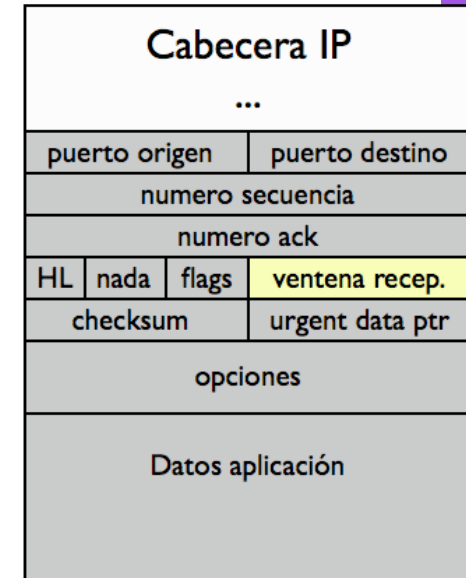 Cabecera IP
...
puerto origen puerto destino
numero secuencia
numero ack
HL nada flags ventena recep.
checksum urgent data ptr
opciones
Datos aplicación